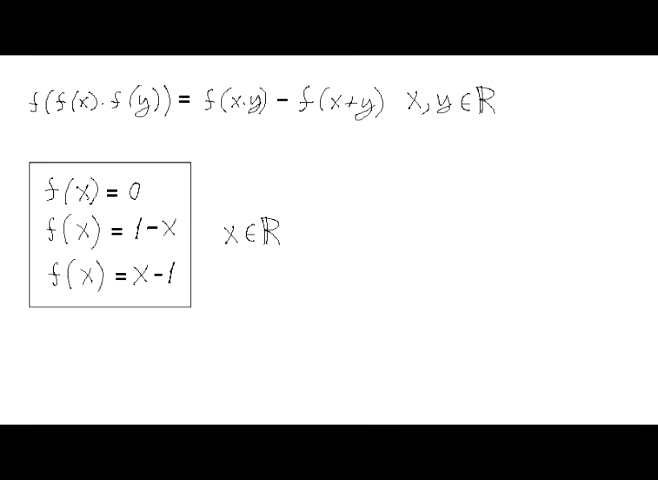 f(f(x)·f(y)) = f(x·y) - f(x+y) x, y ∈ ℝ
f(x) = 0
f(x) = 1-x
x ∈ ℝ
f(x) = x-1